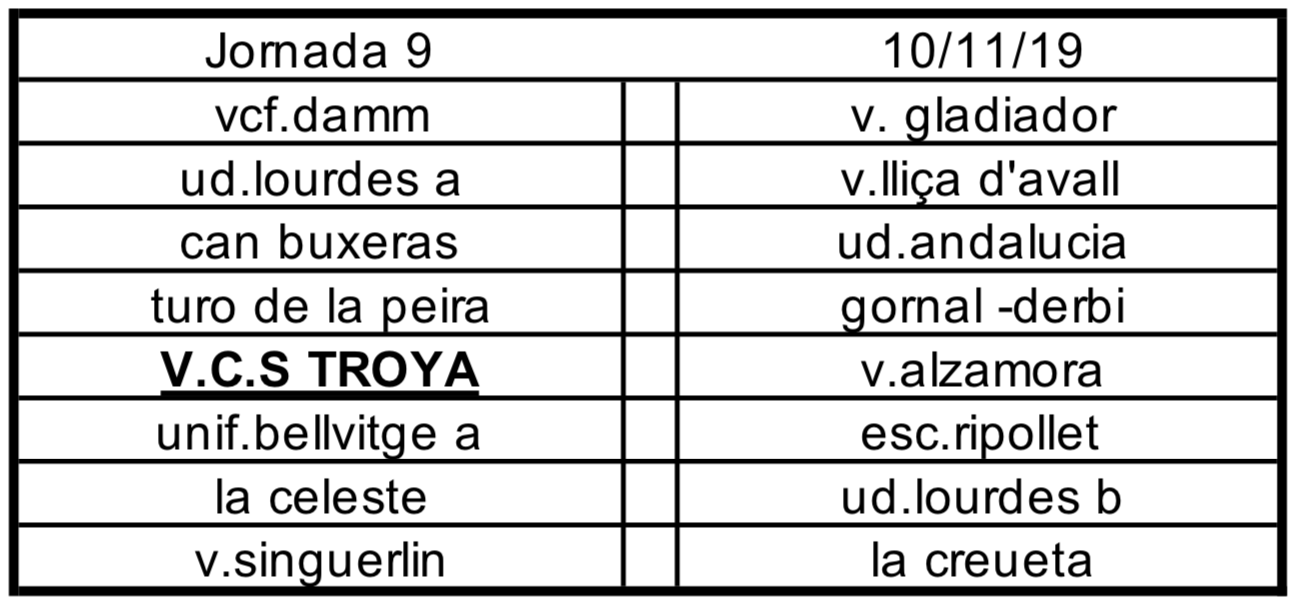 Jornada 9 10/11/19
vcf.damm v. gladiador
ud.lourdes a v.lliça d'avall
can buxeras ud.andalucia
turo de la peira gornal -derbi
V.C.S TROYA v.alzamora
unif.bellvitge a esc.ripollet
la celeste ud.lourdes b
v.singuerlin la creueta